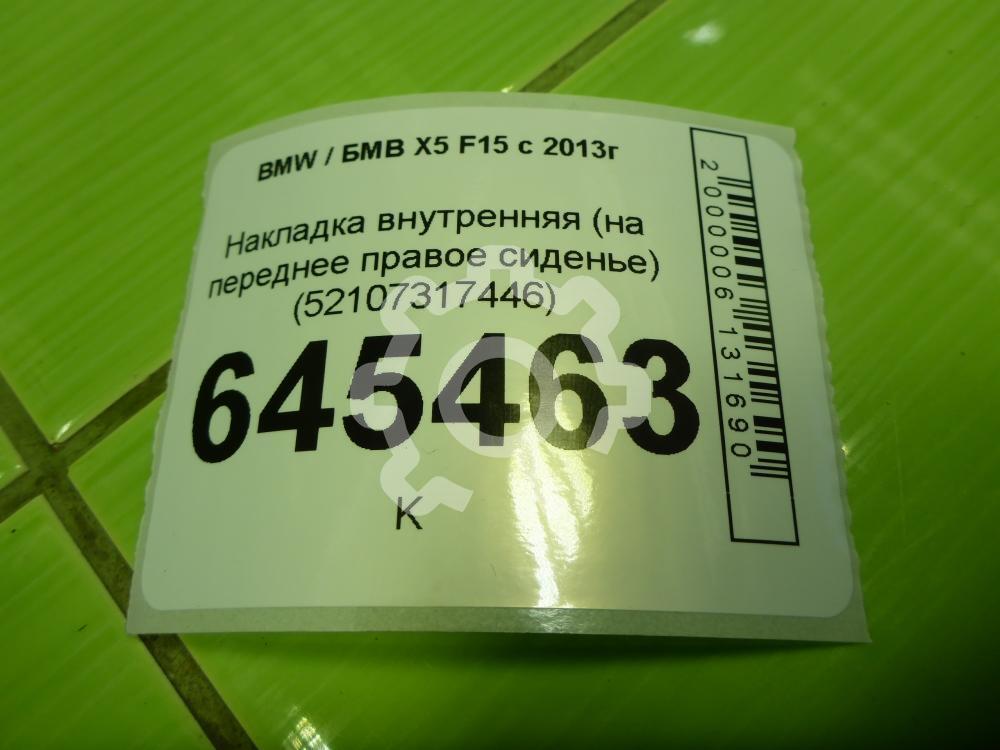 BMW / БМВ X5 F15 с 2013г
Накладка внутренняя (на
переднее правое сиденье)
(52107317446)
645463
К
2000006131690